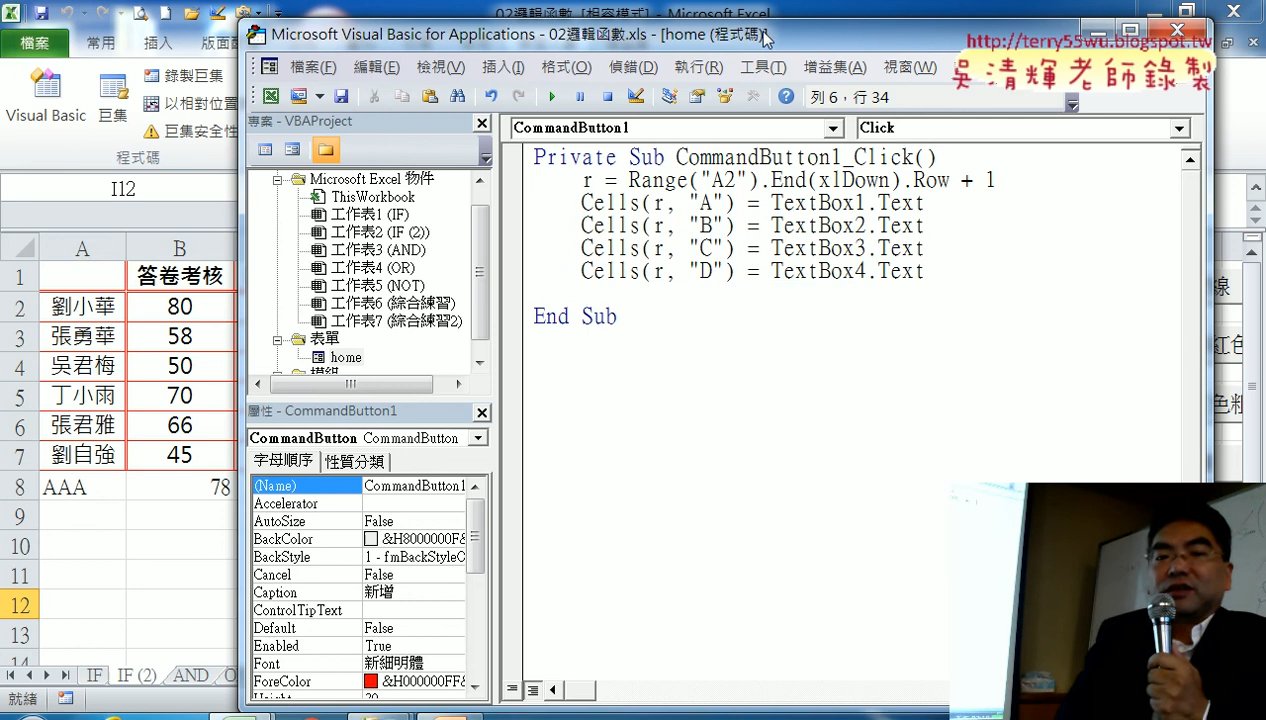 02邏輯函數 [相容模式] - Microsoft Excel
Microsoft Visual Basic for Applications - 02邏輯函數.xls - [home (程式碼)]
http://terry55wu.blogspot.tw
吳清輝老師錄製
檔案 常用 插入 版面
檔案(F) 編輯(E) 檢視(V) 插入(I) 格式(O) 偵錯(D) 執行(R) 工具(T) 增益集(A) 視窗(W)
列 6，行 34
Visual Basic 巨集
錄製巨集
以相對位置
巨集安全性
程式碼
I12
專案 - VBAProject
Microsoft Excel 物件
ThisWorkbook
工作表1 (IF)
工作表2 (IF (2))
工作表3 (AND)
工作表4 (OR)
工作表5 (NOT)
工作表6 (綜合練習)
工作表7 (綜合練習2)
表單
home
CommandButton1 Click
Private Sub CommandButton1_Click()
r = Range("A2").End(xlDown).Row + 1
Cells(r, "A") = TextBox1.Text
Cells(r, "B") = TextBox2.Text
Cells(r, "C") = TextBox3.Text
Cells(r, "D") = TextBox4.Text
End Sub
A B
1 答卷考核
2 劉小華 80
3 張勇華 58
4 吳君梅 50
5 丁小雨 70
6 張君雅 66
7 劉自強 45
8 AAA 78
9
10
11
12
13
14
屬性 - CommandButton1
CommandButton1 CommandButton
字母順序 性質分類
(Name) CommandButton1
Accelerator
AutoSize False
BackColor &H8000000F&
BackStyle 1 - fmBackStyleO
Cancel False
Caption 新增
ControlTipText
Default False
Enabled True
Font 新細明體
ForeColor &H000000FF&
Height 20
IF IF (2) AND O
就緒
線
紅色
色粗